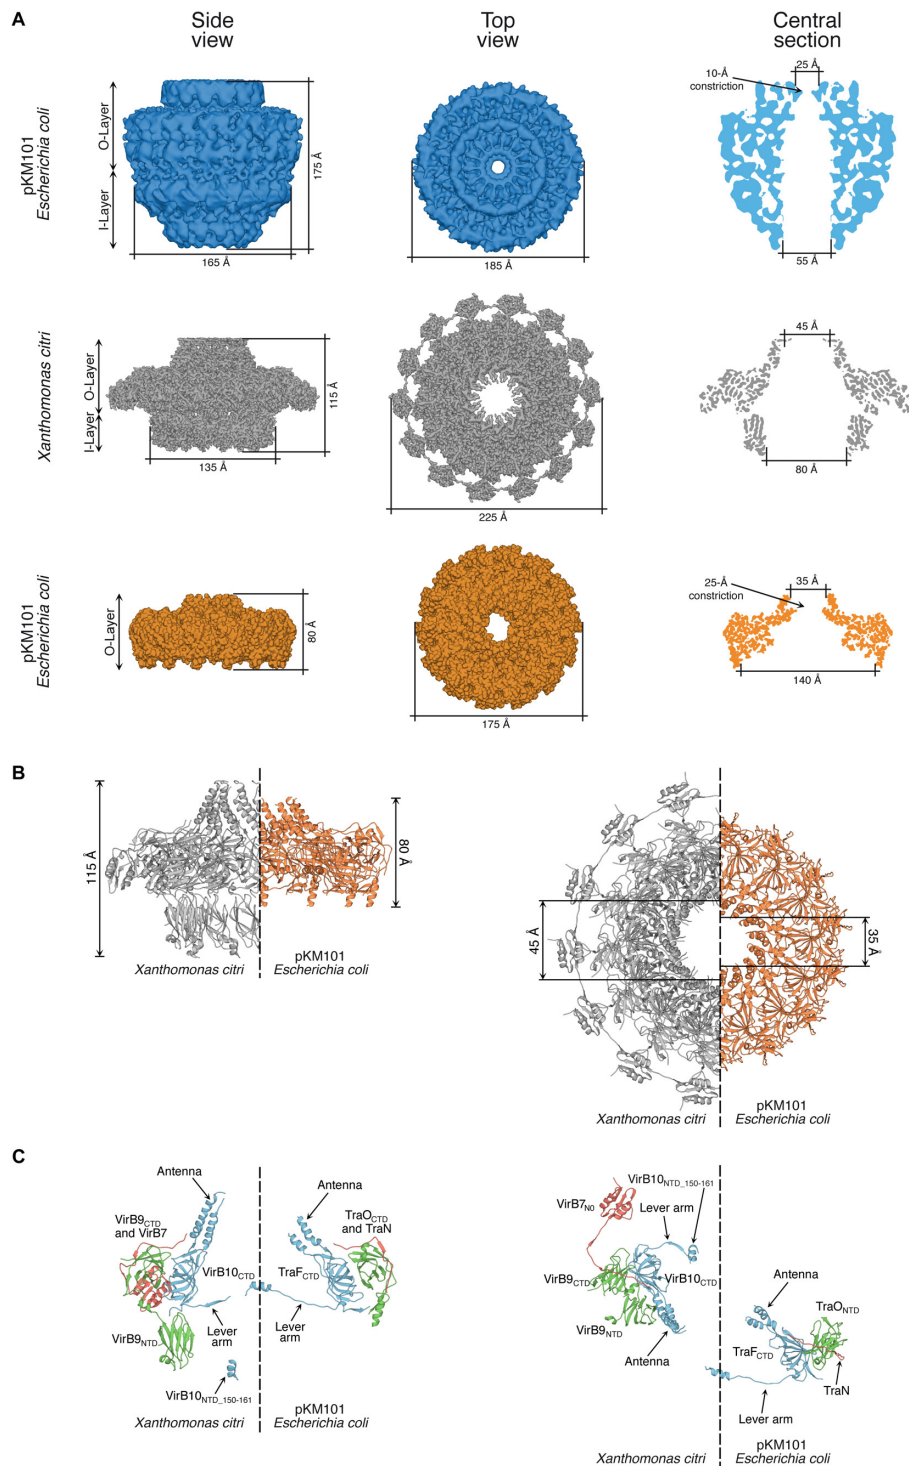 A
Side
view
Top
view
Central
section
pKM101
Escherichia coli
O-Layer
I-Layer
175 Å
165 Å
185 Å
25 Å
10-Å
constriction
55 Å
Xanthomonas citri
O-Layer
I-Layer
115 Å
135 Å
225 Å
45 Å
80 Å
pKM101
Escherichia coli
O-Layer
80 Å
175 Å
25-Å
constriction
35 Å
140 Å
B
115 Å
80 Å
Xanthomonas citri
pKM101
Escherichia coli
45 Å
35 Å
Xanthomonas citri
pKM101
Escherichia coli
C
Antenna
VirB9CTD
and VirB7
VirB10CTD
Lever
arm
VirB9NTD
VirB10NTD_150-161
Xanthomonas citri
Antenna
TraOCTD
and TraN
TraFCTD
Lever
arm
pKM101
Escherichia coli
VirB10NTD_150-161
VirB7N0
Lever arm
VirB9CTD
VirB10CTD
VirB9NTD
Antenna
Xanthomonas citri
Antenna
TraONTD
TraFCTD
TraN
Lever arm
pKM101
Escherichia coli